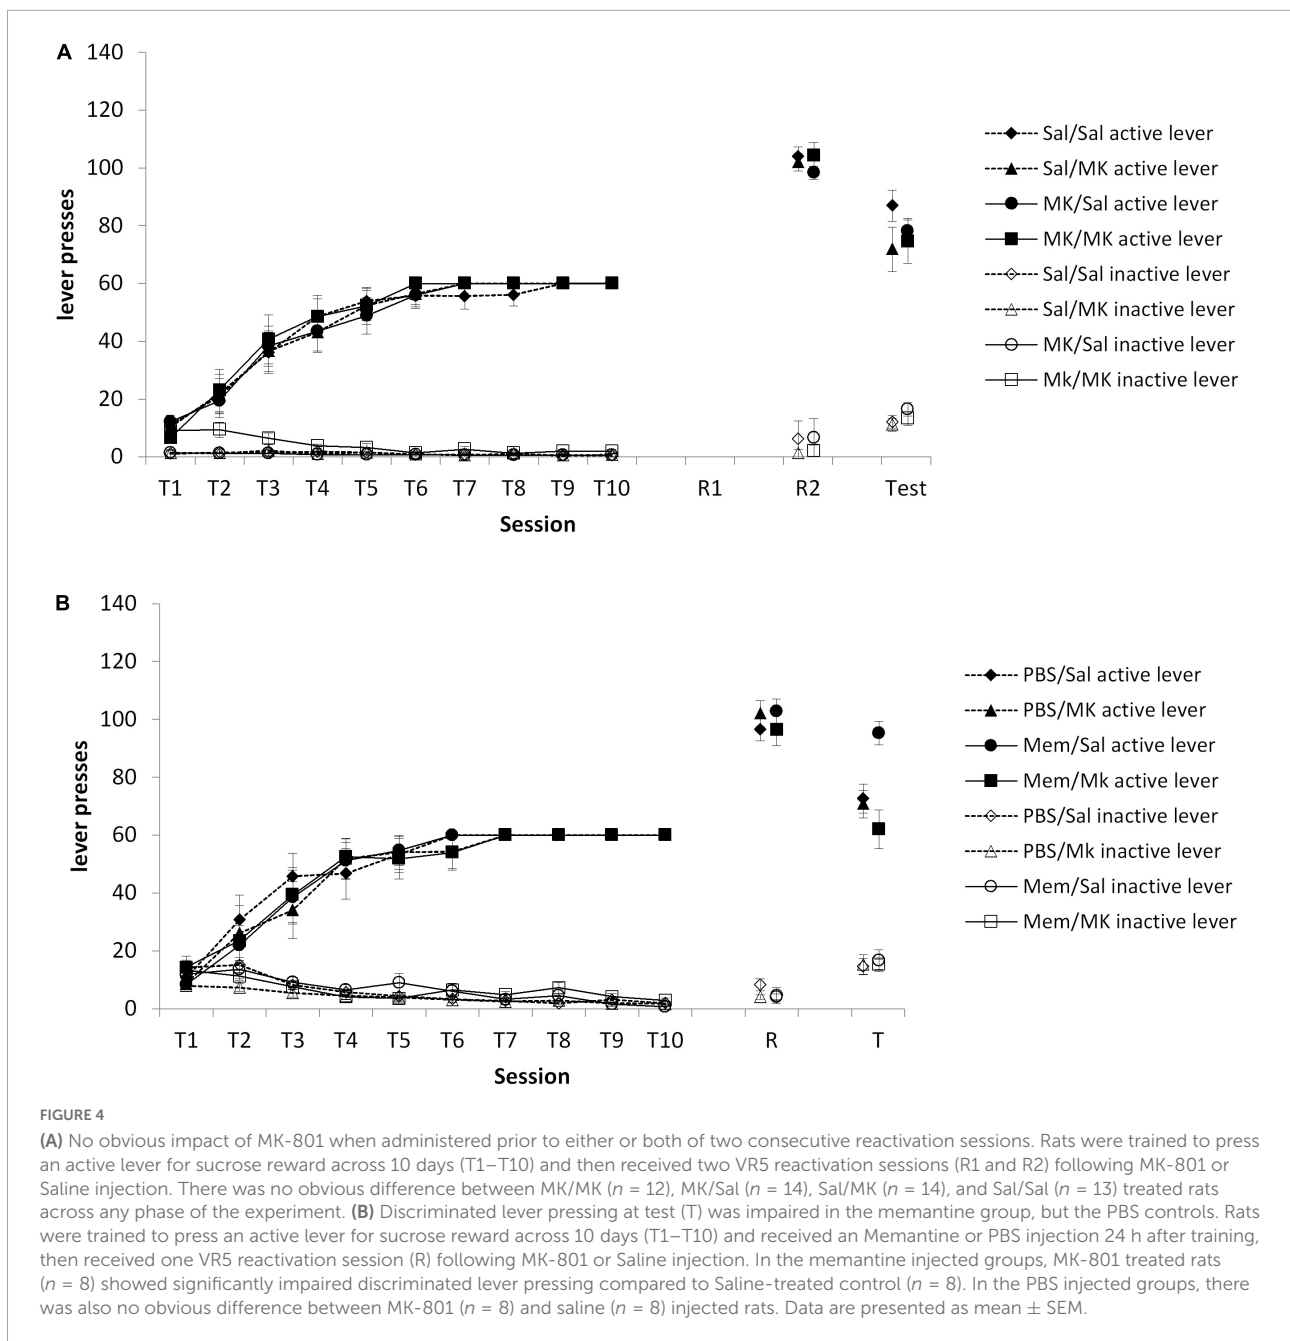 A
140
120
100
80
60
40
20
0
lever presses
T1 T2 T3 T4 T5 T6 T7 T8 T9 T10 R1 R2 Test
Session
Sal/Sal active lever
Sal/MK active lever
MK/Sal active lever
MK/MK active lever
Sal/Sal inactive lever
Sal/MK inactive lever
MK/Sal inactive lever
Mk/MK inactive lever
B
140
120
100
80
60
40
20
0
lever presses
T1 T2 T3 T4 T5 T6 T7 T8 T9 T10 R T
Session
PBS/Sal active lever
PBS/MK active lever
Mem/Sal active lever
Mem/Mk active lever
PBS/Sal inactive lever
PBS/Mk inactive lever
Mem/Sal inactive lever
Mem/MK inactive lever
FIGURE 4
(A) No obvious impact of MK-801 when administered prior to either or both of two consecutive reactivation sessions. Rats were trained to press
an active lever for sucrose reward across 10 days (T1–T10) and then received two VR5 reactivation sessions (R1 and R2) following MK-801 or
Saline injection. There was no obvious difference between MK/MK (n = 12), MK/Sal (n = 14), Sal/MK (n = 14), and Sal/Sal (n = 13) treated rats
across any phase of the experiment. (B) Discriminated lever pressing at test (T) was impaired in the memantine group, but the PBS controls. Rats
were trained to press an active lever for sucrose reward across 10 days (T1–T10) and received an Memantine or PBS injection 24 h after training,
then received one VR5 reactivation session (R) following MK-801 or Saline injection. In the memantine injected groups, MK-801 treated rats
(n = 8) showed significantly impaired discriminated lever pressing compared to Saline-treated control (n = 8). In the PBS injected groups, there
was also no obvious difference between MK-801 (n = 8) and saline (n = 8) injected rats. Data are presented as mean ± SEM.